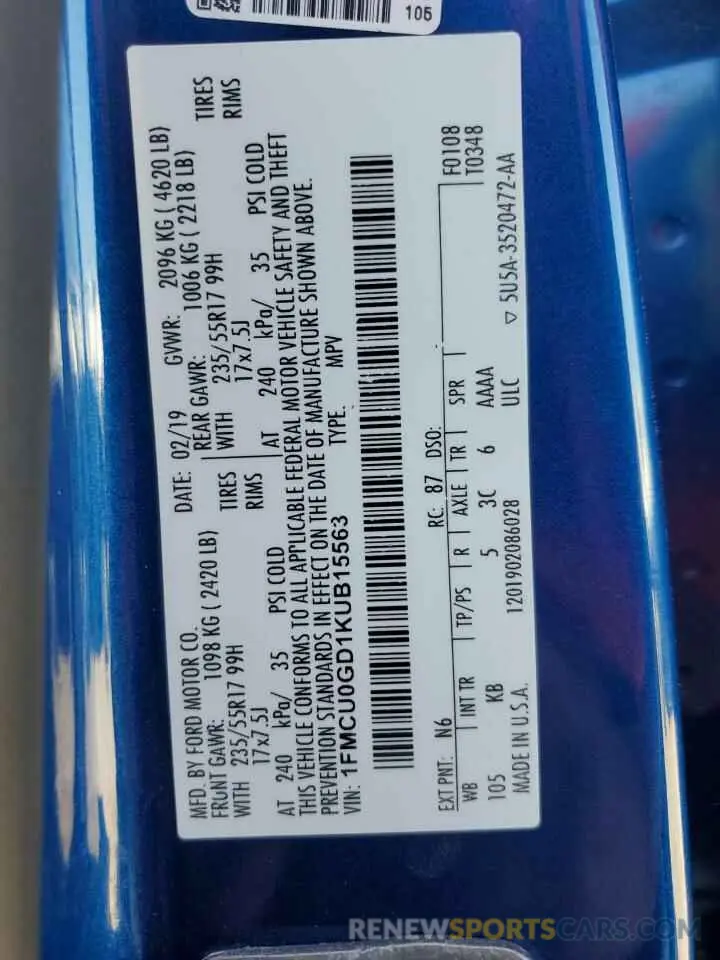 105
MFD. BY FORD MOTOR CO.
DATE: 02/19 GVWR: 2096 KG ( 4620 LB)
FRUNT GAWR: 1098 KG ( 2420 LB)
REAR GAWR: 1006 KG ( 2218 LB)
WITH 235/55R17 99H TIRES
WITH 235/55R17 99H TIRES
17x7.5J RIMS
17x7.5J RIMS
AT 240 kPa/ 35 PSI COLD
AT 240 kPa/ 35 PSI COLD
THIS VEHICLE CONFORMS TO ALL APPLICABLE FEDERAL MOTOR VEHICLE SAFETY AND THEFT
PREVENTION STANDARDS IN EFFECT ON THE DATE OF MANUFACTURE SHOWN ABOVE.
VIN: 1FMCU0GD1KUB15563 TYPE: MPV
EXT PNT: N6 RC: 87 DSO: F0108
T0348
WB INT TR TP/PS R AXLE TR SPR
105 KB 5 3C 6 AAAA
MADE IN U.S.A. 1201902086028 ULC ▽ 5U5A-3520472-AA
RENEWSPORTSCARS.COM